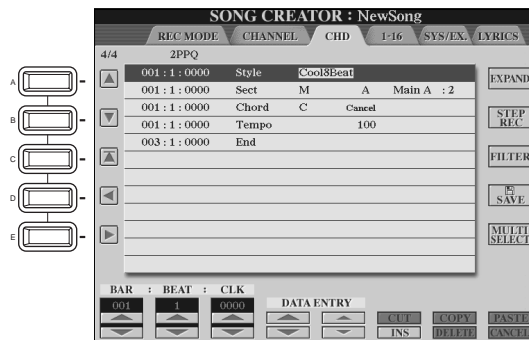 SONG CREATOR : NewSong
REC MODE CHANNEL CHD 1-16 SYS/EX. LYRICS
4/4 2PPQ
001 : 1 : 0000 Style Cool8Beat
001 : 1 : 0000 Sect M A Main A : 2
001 : 1 : 0000 Chord C Cancel
001 : 1 : 0000 Tempo 100
003 : 1 : 0000 End
A
B
C
D
E
EXPAND
STEP
REC
FILTER
SAVE
MULTI
SELECT
BAR : BEAT : CLK
001 1 0000 DATA ENTRY
CUT COPY PASTE
INS DELETE CANCEL